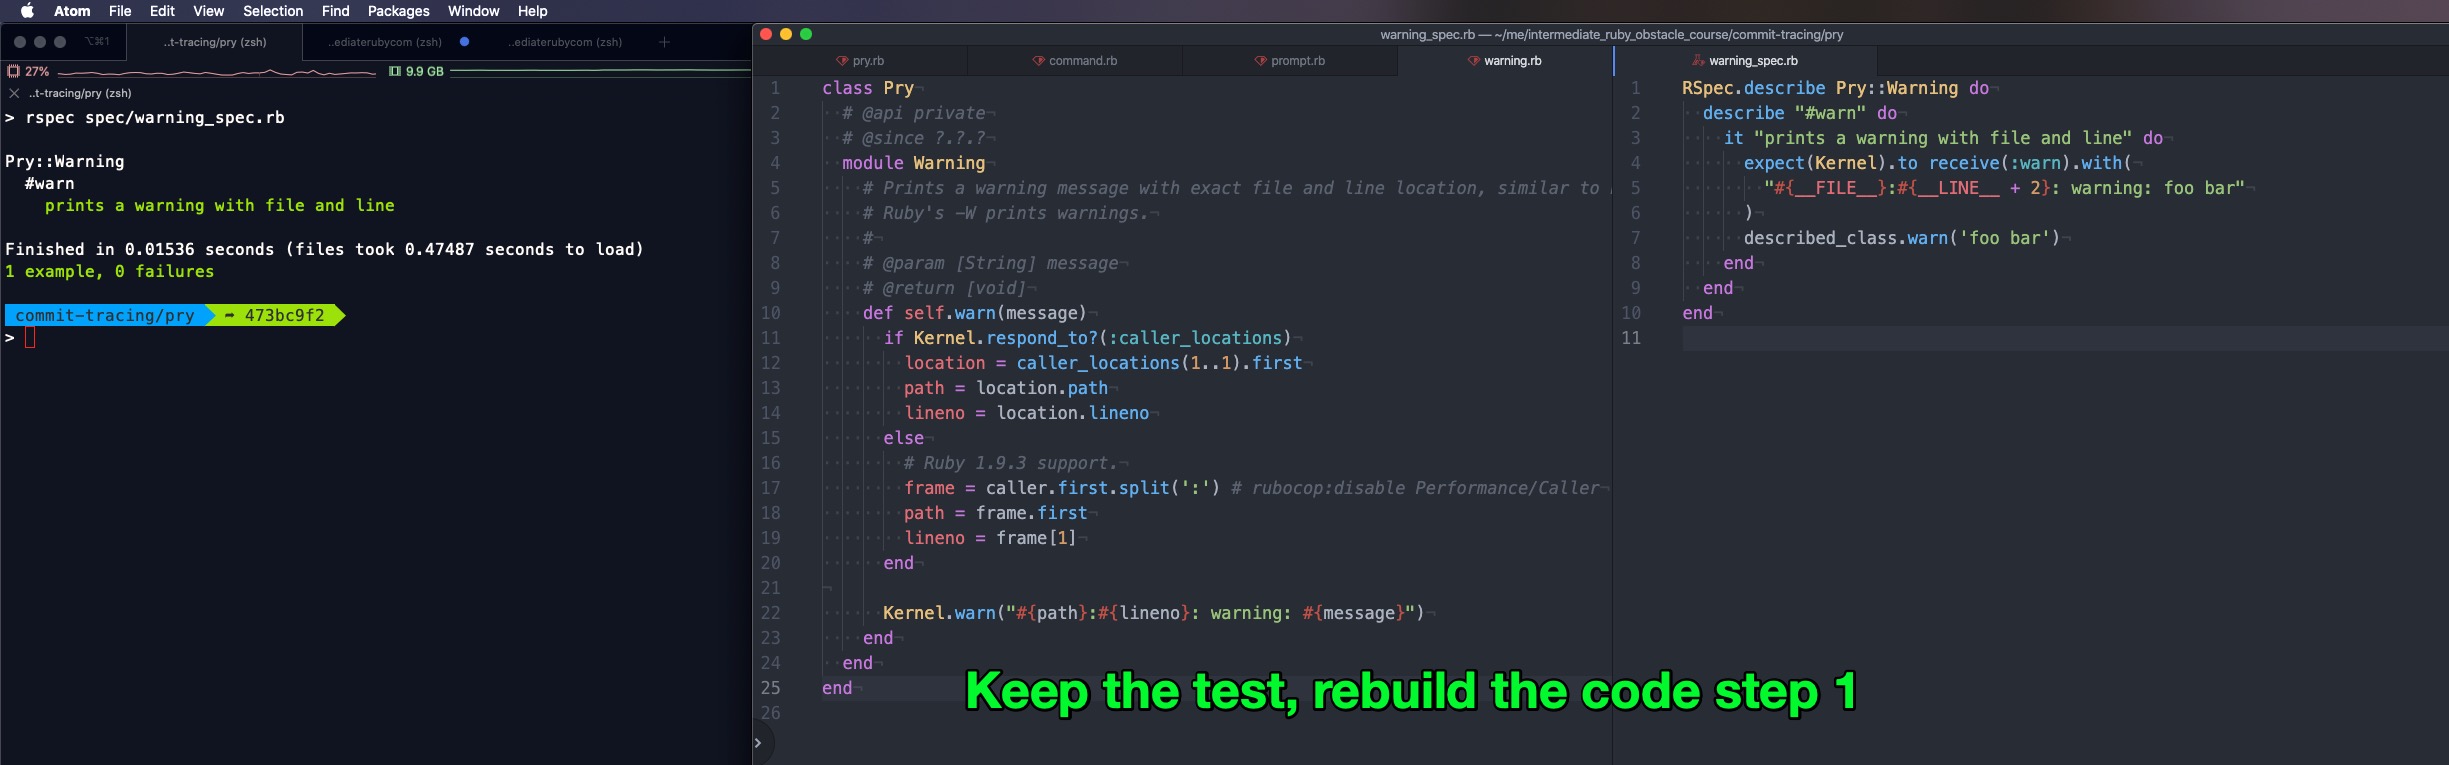 Atom File Edit View Selection Find Packages Window Help
⌥⌘1 ..t-tracing/pry (zsh) ..ediaterubycom (zsh) ..ediaterubycom (zsh) +
27% 9.9 GB
..t-tracing/pry (zsh)
> rspec spec/warning_spec.rb
Pry::Warning
#warn
prints a warning with file and line
Finished in 0.01536 seconds (files took 0.47487 seconds to load)
1 example, 0 failures
commit-tracing/pry ➦ 473bc9f2
>
warning_spec.rb — ~/me/intermediate_ruby_obstacle_course/commit-tracing/pry
pry.rb command.rb prompt.rb warning.rb
1 class Pry
2 # @api private
3 # @since ?.?.?
4 module Warning
5 # Prints a warning message with exact file and line location, similar to
6 # Ruby's -W prints warnings.
7 #
8 # @param [String] message
9 # @return [void]
10 def self.warn(message)
11 if Kernel.respond_to?(:caller_locations)
12 location = caller_locations(1..1).first
13 path = location.path
14 lineno = location.lineno
15 else
16 # Ruby 1.9.3 support.
17 frame = caller.first.split(':') # rubocop:disable Performance/Caller
18 path = frame.first
19 lineno = frame[1]
20 end
21
22 Kernel.warn("#{path}:#{lineno}: warning: #{message}")
23 end
24 end
25 end
26
warning_spec.rb
1 RSpec.describe Pry::Warning do
2 describe "#warn" do
3 it "prints a warning with file and line" do
4 expect(Kernel).to receive(:warn).with(
5 "#{__FILE__}:#{__LINE__ + 2}: warning: foo bar"
6 )
7 described_class.warn('foo bar')
8 end
9 end
10 end
11
Keep the test, rebuild the code step 1